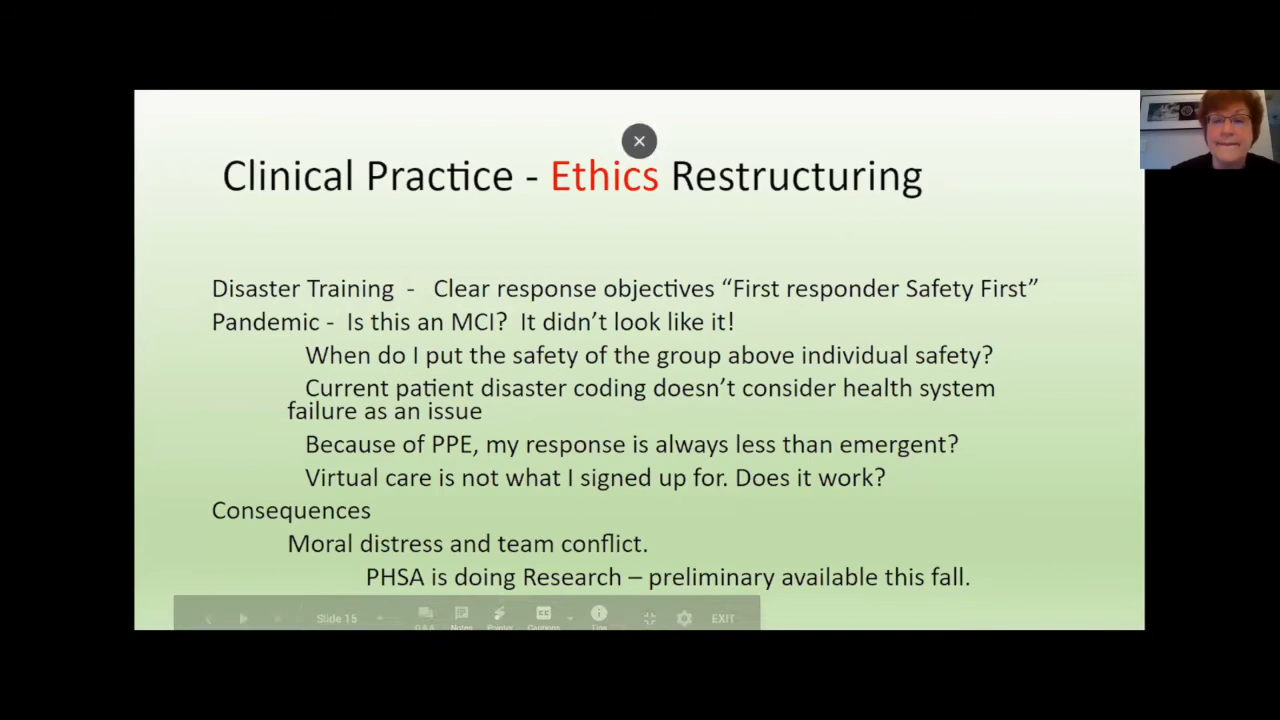 Clinical Practice - Ethics Restructuring
Disaster Training - Clear response objectives “First responder Safety First”
Pandemic - Is this an MCI? It didn’t look like it!
When do I put the safety of the group above individual safety?
Current patient disaster coding doesn’t consider health system
failure as an issue
Because of PPE, my response is always less than emergent?
Virtual care is not what I signed up for. Does it work?
Consequences
Moral distress and team conflict.
PHSA is doing Research – preliminary available this fall.
Slide 15
Q & A Notes Pointer Captions Tips EXIT